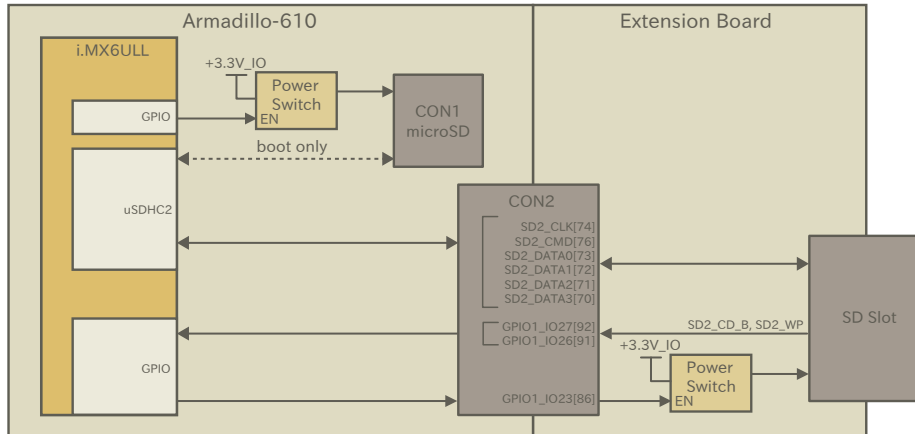 Armadillo-610
Extension Board
i.MX6ULL
+3.3V_IO
Power
Switch
EN
GPIO
CON1
microSD
boot only
uSDHC2
CON2
SD2_CLK[74]
SD2_CMD[76]
SD2_DATA0[73]
SD2_DATA1[72]
SD2_DATA2[71]
SD2_DATA3[70]
GPIO1_IO27[92]
GPIO1_IO26[91]
SD2_CD_B, SD2_WP
SD Slot
+3.3V_IO
Power
Switch
EN
GPIO
GPIO1_IO23[86]